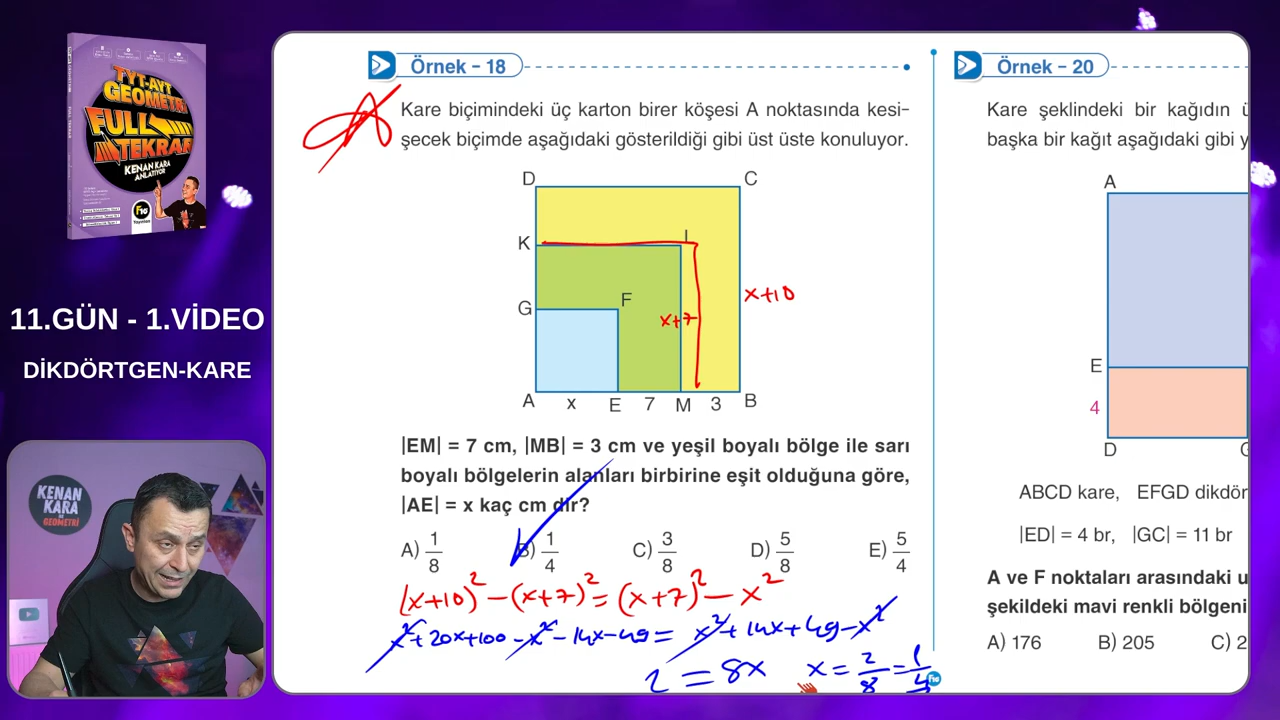 TYT-AYT
GEOMETRİ
FULL
TEKRAR
KENAN KARA
ANLATIYOR
11.GÜN - 1.VİDEO
DİKDÖRTGEN-KARE
KENAN
KARA
GEOMETRİ
Örnek - 18
Kare biçimindeki üç karton birer köşesi A noktasında kesi-
şecek biçimde aşağıdaki gösterildiği gibi üst üste konuluyor.
D C
K L
G F
x+10
x+7
A x E 7 M 3 B
|EM| = 7 cm, |MB| = 3 cm ve yeşil boyalı bölge ile sarı
boyalı bölgelerin alanları birbirine eşit olduğuna göre,
|AE| = x kaç cm dir?
A) 1/8 B) 1/4 C) 3/8 D) 5/8 E) 5/4
(x+10)² - (x+7)² = (x+7)² - x²
x² + 20x + 100 - x² - 14x - 49 = x² + 14x + 49 - x²
2 = 8x x = 2/8 = 1/4
Örnek - 20
Kare şeklindeki bir kağıdın ü
başka bir kağıt aşağıdaki gibi y
A
E
4
D G
ABCD kare, EFGD dikdör
|ED| = 4 br, |GC| = 11 br
A ve F noktaları arasındaki u
şekildeki mavi renkli bölgeni
A) 176 B) 205 C) 2